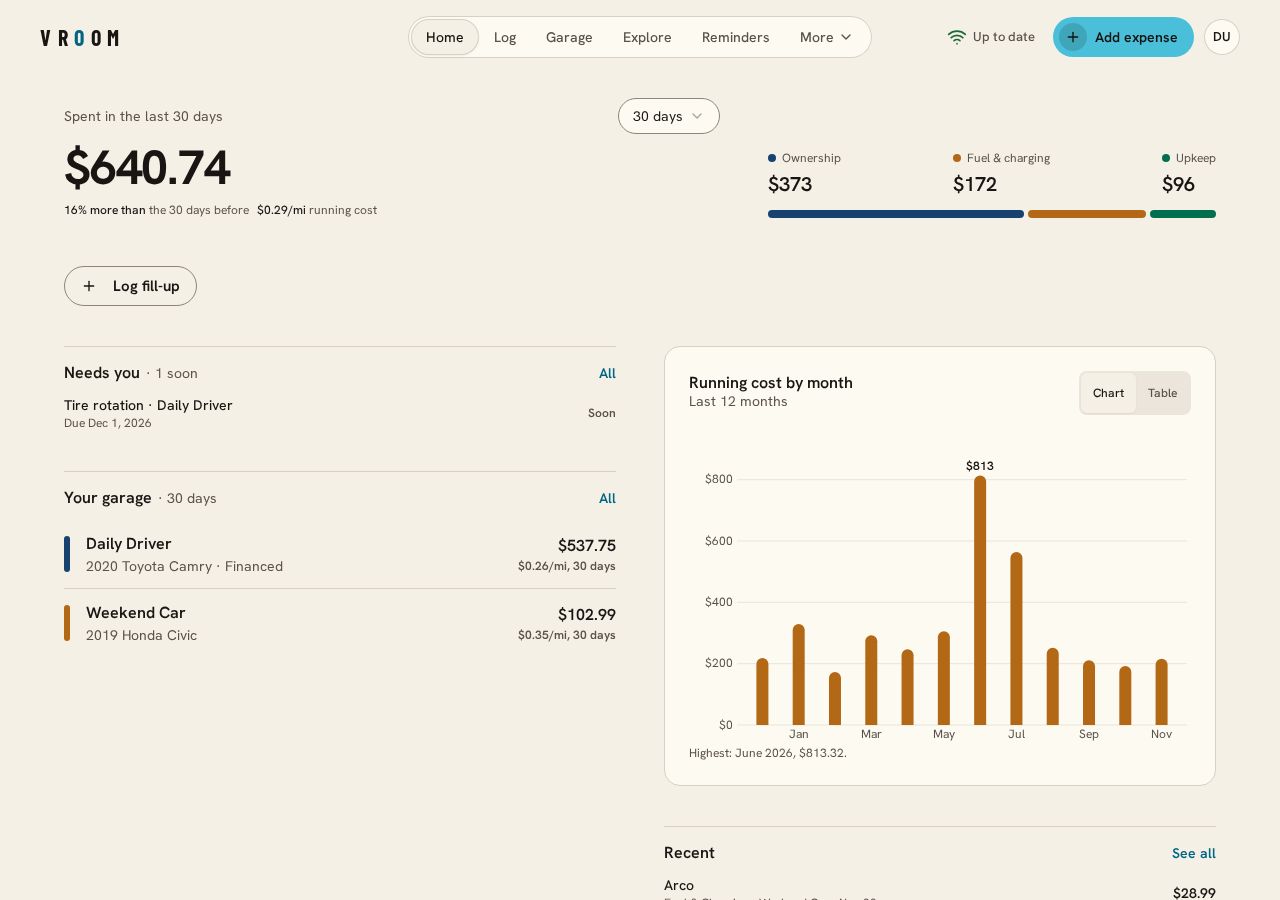 VROOM
Home
Log
Garage
Explore
Reminders
More
Up to date
Add expense
DU
Spent in the last 30 days
30 days
$640.74
16% more than the 30 days before $0.29/mi running cost
Ownership
$373
Fuel & charging
$172
Upkeep
$96
Log fill-up
Needs you · 1 soon
All
Tire rotation · Daily Driver
Due Dec 1, 2026
Soon
Your garage · 30 days
All
Daily Driver
2020 Toyota Camry · Financed
$537.75
$0.26/mi, 30 days
Weekend Car
2019 Honda Civic
$102.99
$0.35/mi, 30 days
Running cost by month
Last 12 months
Chart
Table
$813
$800
$600
$400
$200
$0
Jan
Mar
May
Jul
Sep
Nov
Highest: June 2026, $813.32.
Recent
See all
Arco
$28.99